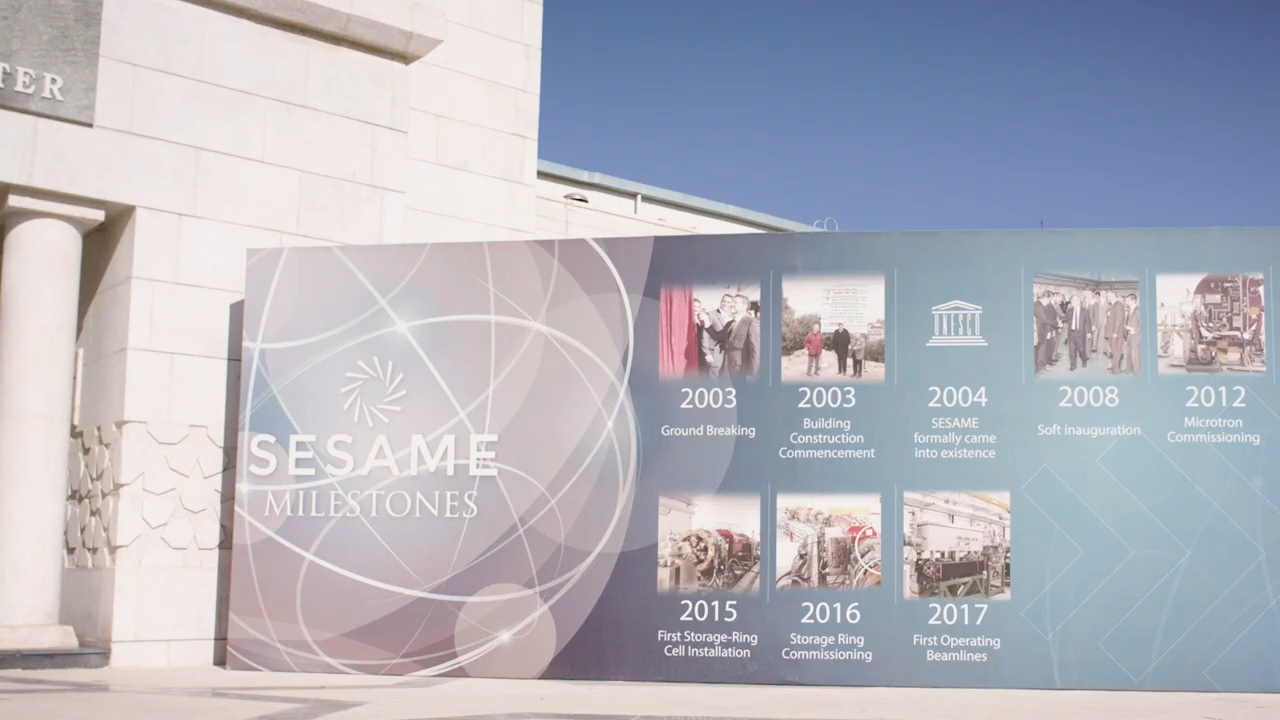 TER
SESAME
MILESTONES
2003
Ground Breaking
2003
Building
Construction
Commencement
UNESCO
2004
SESAME
formally came
into existence
2008
Soft inauguration
2012
Microtron
Commissioning
2015
First Storage-Ring
Cell Installation
2016
Storage Ring
Commissioning
2017
First Operating
Beamlines